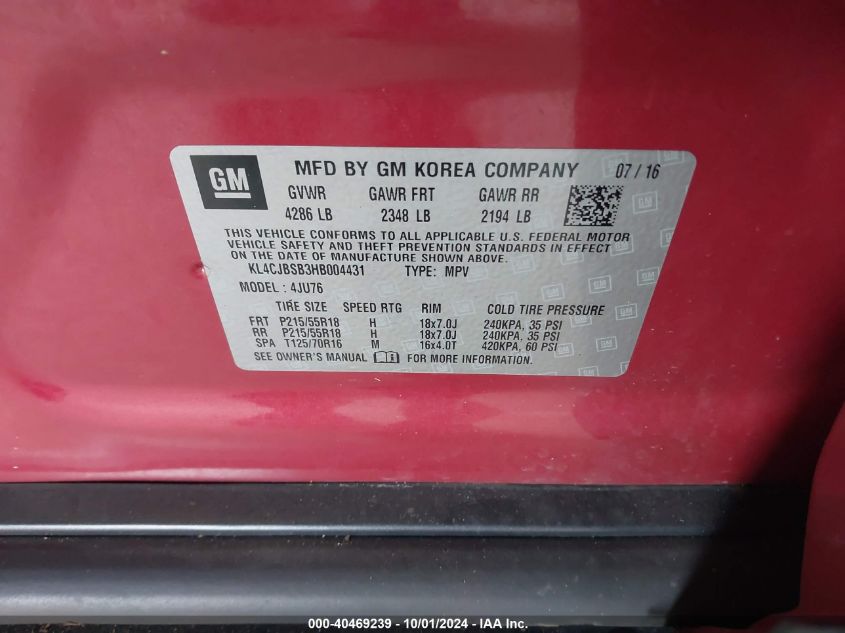 GM MFD BY GM KOREA COMPANY 07 / 16
GVWR GAWR FRT GAWR RR
4286 LB 2348 LB 2194 LB
THIS VEHICLE CONFORMS TO ALL APPLICABLE U.S. FEDERAL MOTOR
VEHICLE SAFETY AND THEFT PREVENTION STANDARDS IN EFFECT
ON THE DATE OF MANUFACTURE SHOWN ABOVE.
KL4CJBSB3HB004431 TYPE: MPV
MODEL : 4JU76
TIRE SIZE SPEED RTG RIM COLD TIRE PRESSURE
FRT P215/55R18 H 18x7.0J 240KPA, 35 PSI
RR P215/55R18 H 18x7.0J 240KPA, 35 PSI
SPA T125/70R16 M 16x4.0T 420KPA, 60 PSI
SEE OWNER'S MANUAL FOR MORE INFORMATION.
000-40469239 - 10/01/2024 - IAA Inc.